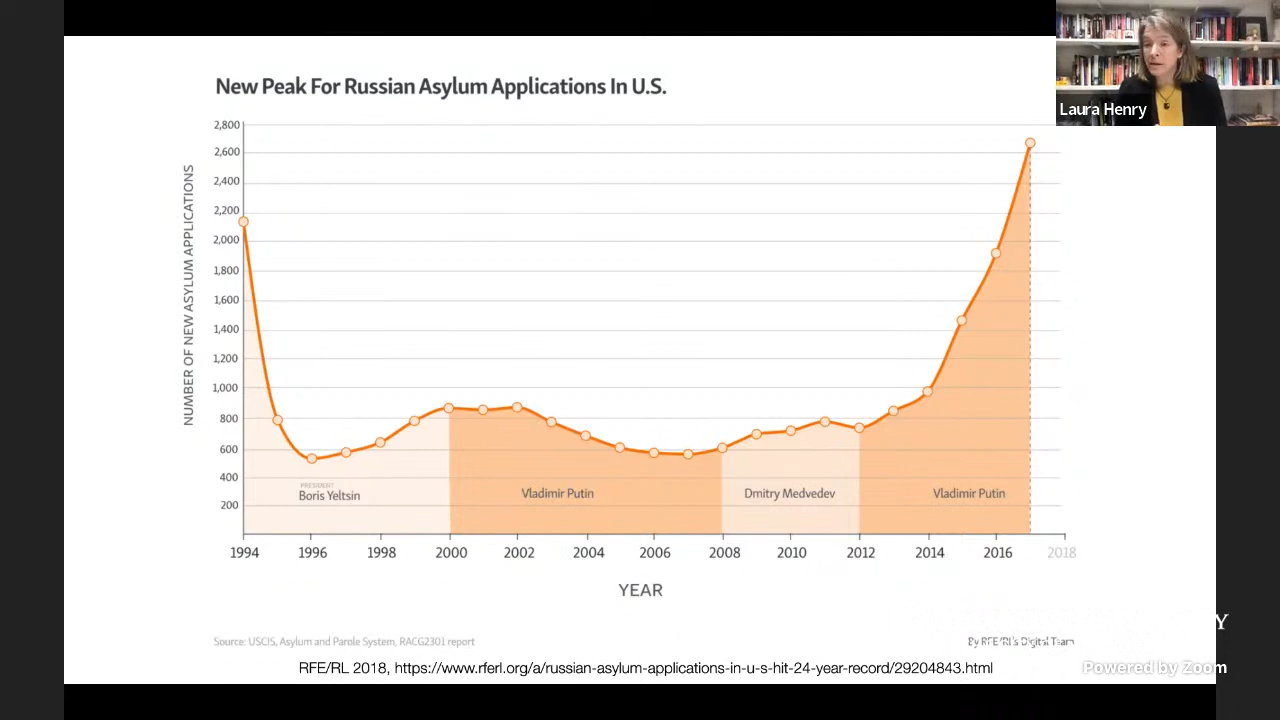 New Peak For Russian Asylum Applications In U.S.
Laura Henry
NUMBER OF NEW ASYLUM APPLICATIONS
2,800
2,600
2,400
2,200
2,000
1,800
1,600
1,400
1,200
1,000
800
600
400
200
PRESIDENT
Boris Yeltsin
Vladimir Putin
Dmitry Medvedev
Vladimir Putin
1994 1996 1998 2000 2002 2004 2006 2008 2010 2012 2014 2016 2018
YEAR
Y
Source: USCIS, Asylum and Parole System, RACG2301 report
By RFE/RL's Digital Team
RFE/RL 2018, https://www.rferl.org/a/russian-asylum-applications-in-u-s-hit-24-year-record/29204843.html
Powered by Zoom